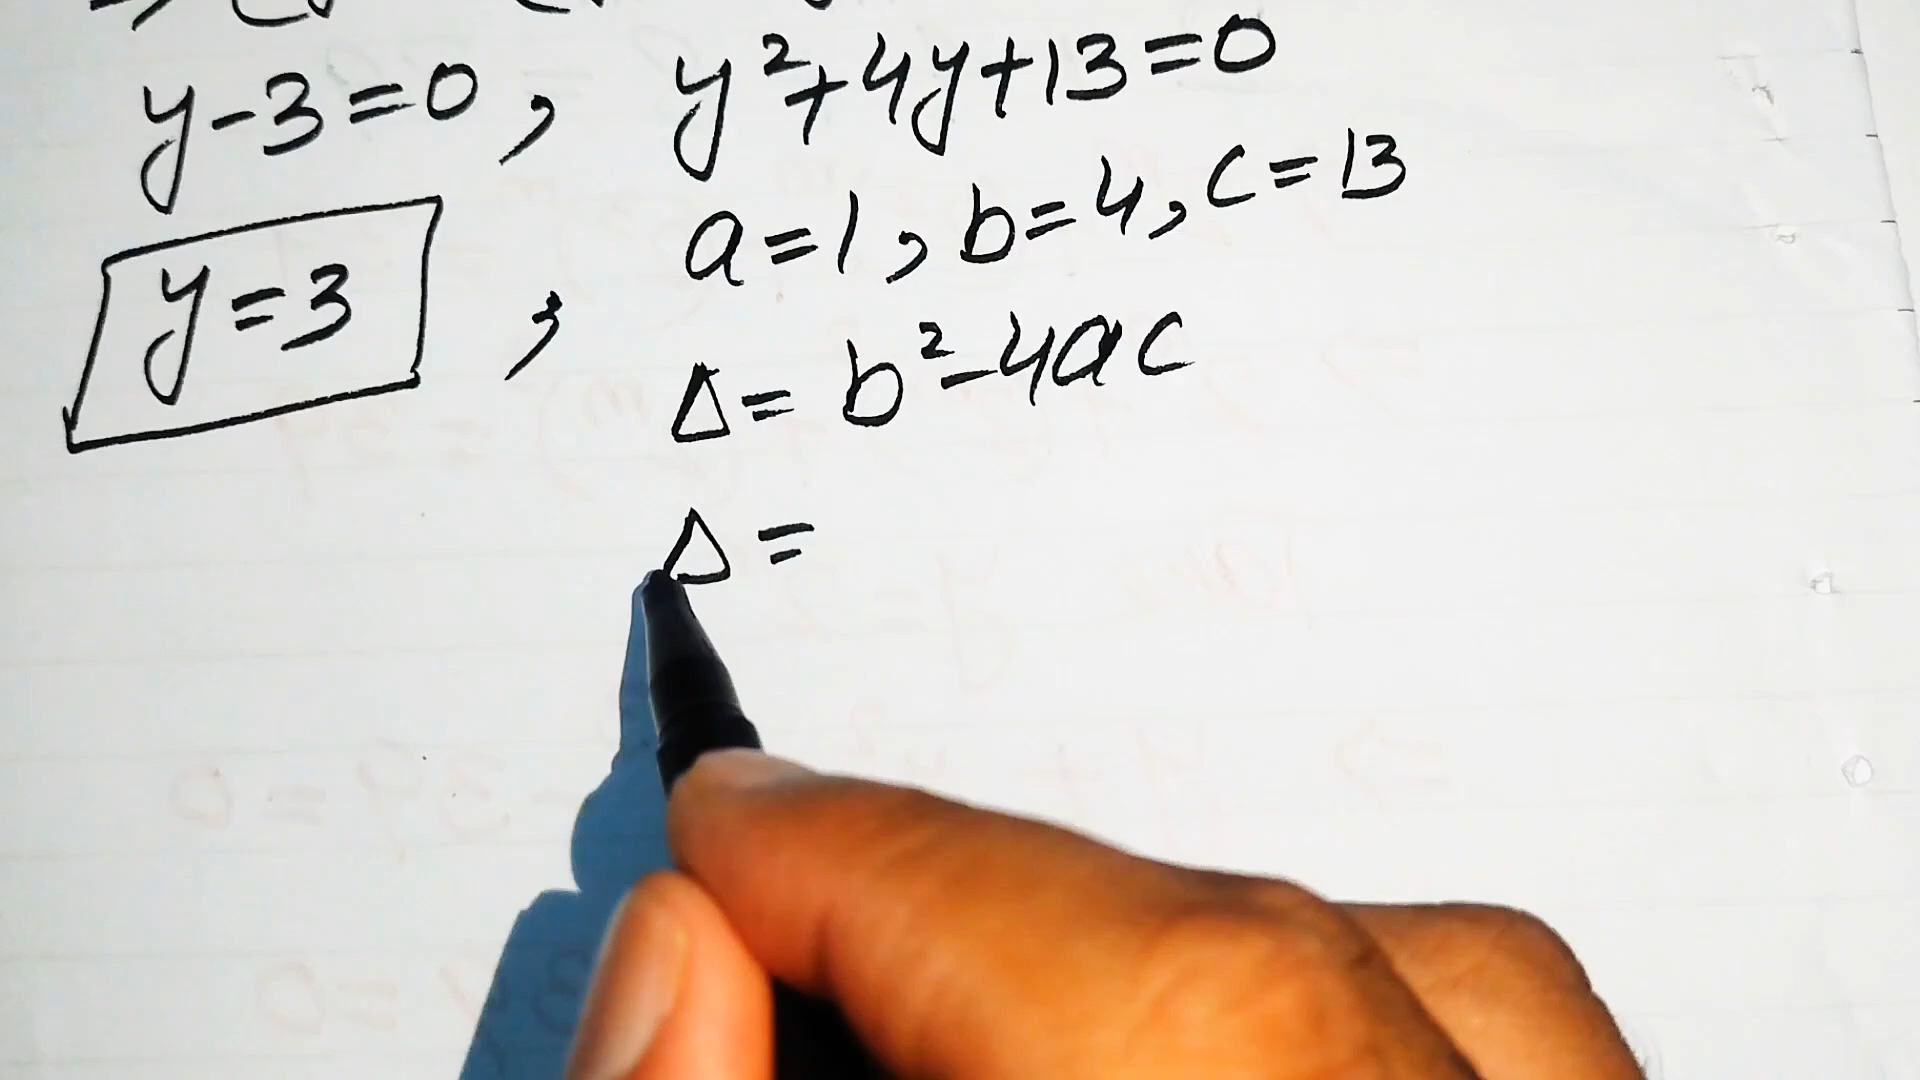 y-3=0, y²+4y+13=0
a=1, b=4, c=13
y=3,
Δ= b²-4ac
Δ=